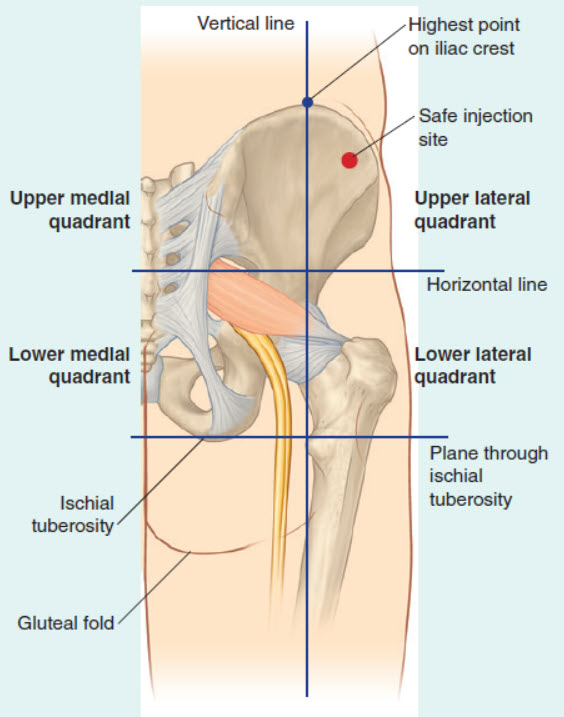 Vertical line
Highest point
on iliac crest
Safe injection
site
Upper medial
quadrant
Upper lateral
quadrant
Horizontal line
Lower medial
quadrant
Lower lateral
quadrant
Plane through
ischial
tuberosity
Ischial
tuberosity
Gluteal fold